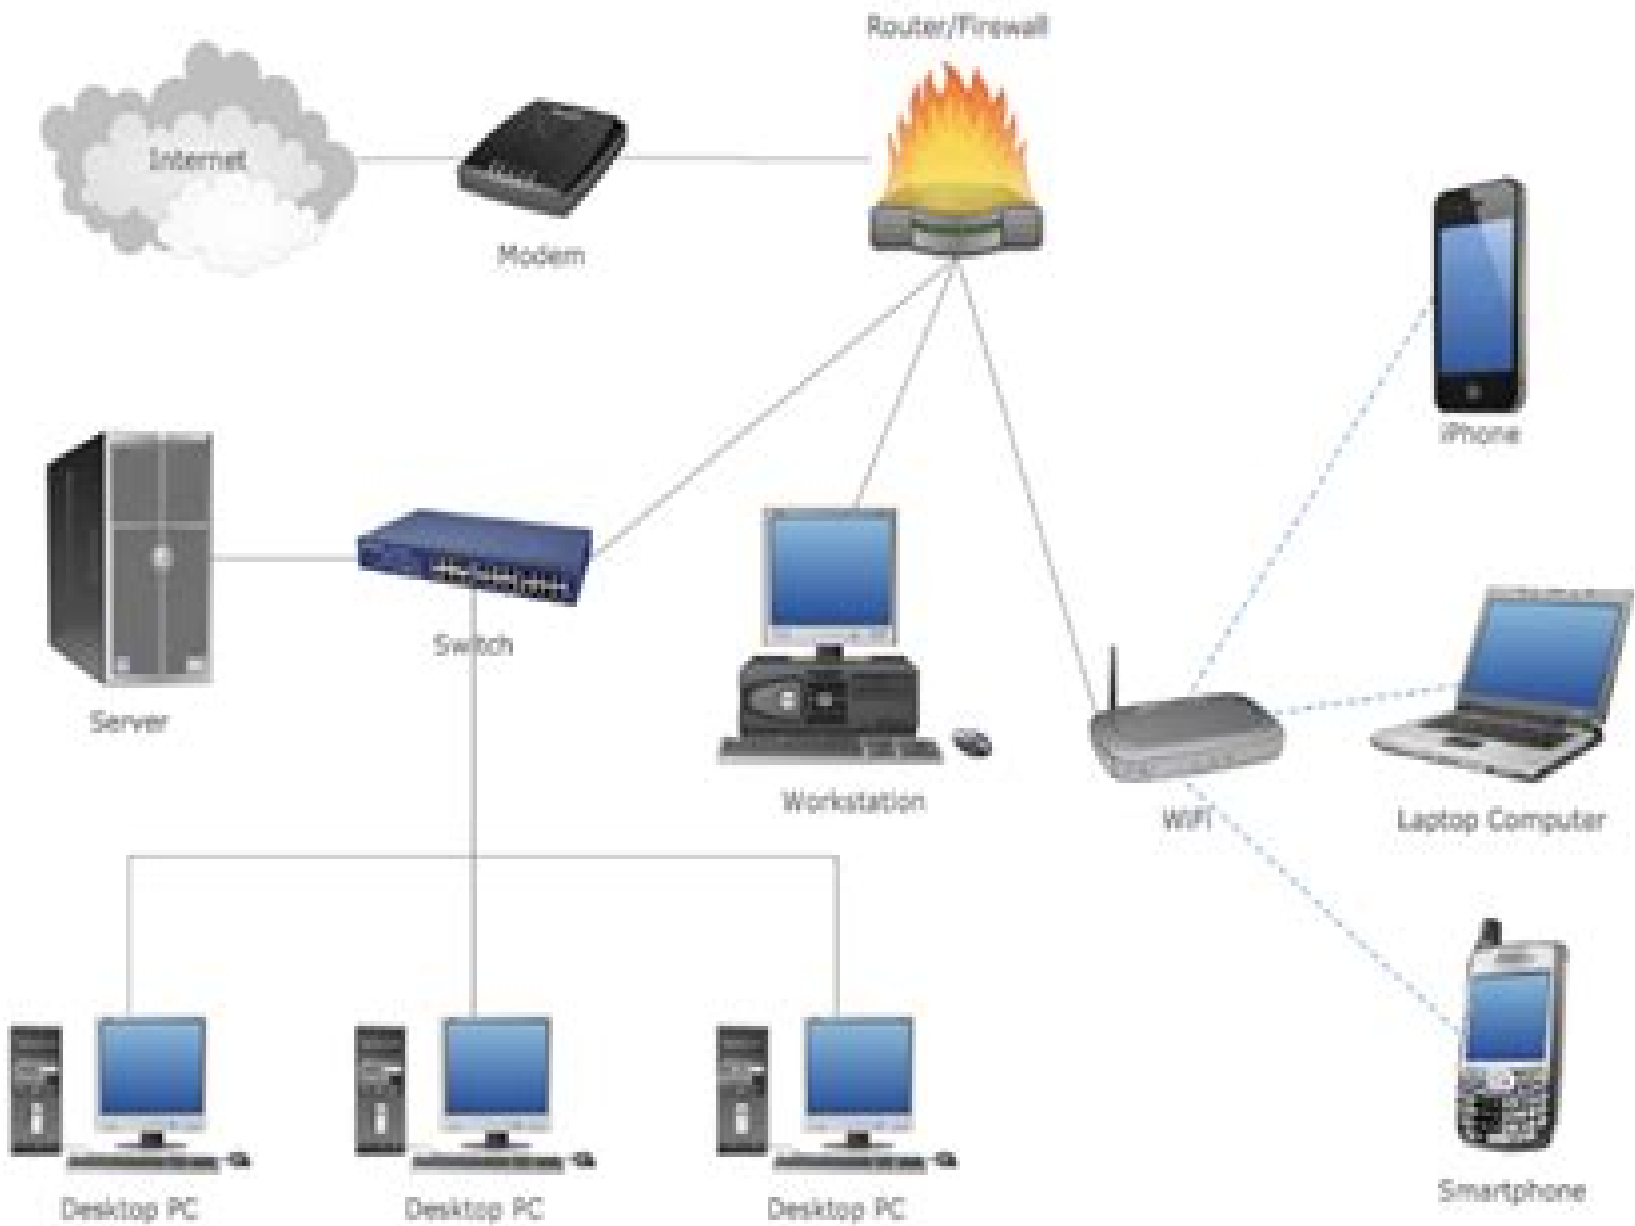 Router/Firewall
Internet
Modem
iPhone
Switch
Server
Workstation
WiFi
Laptop Computer
Smartphone
Desktop PC
Desktop PC
Desktop PC